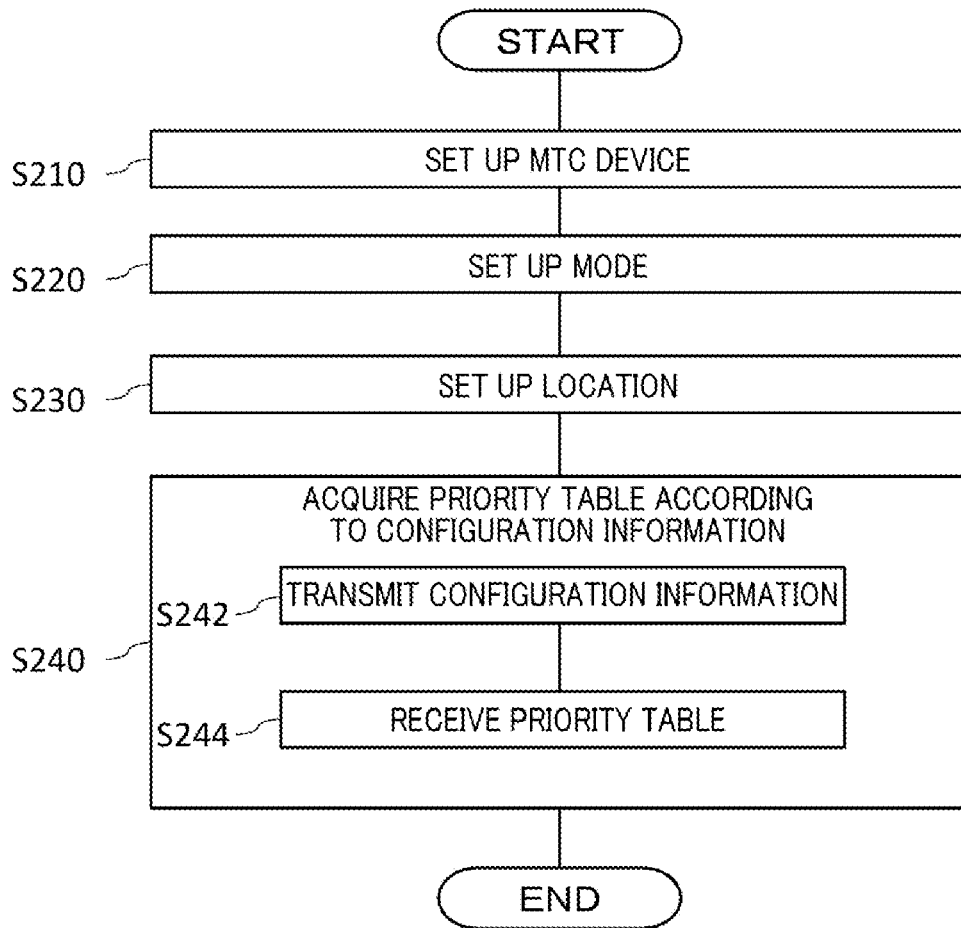 START
S210
SET UP MTC DEVICE
S220
SET UP MODE
S230
SET UP LOCATION
S240
ACQUIRE PRIORITY TABLE ACCORDING
TO CONFIGURATION INFORMATION
S242
TRANSMIT CONFIGURATION INFORMATION
S244
RECEIVE PRIORITY TABLE
END